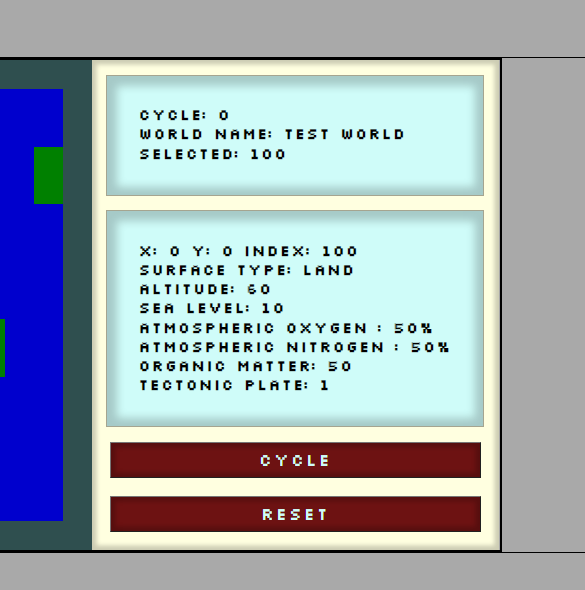 CYCLE: 0
WORLD NAME: TEST WORLD
SELECTED: 100
X: 0 Y: 0 INDEX: 100
SURFACE TYPE: LAND
ALTITUDE: 60
SEA LEVEL: 10
ATMOSPHERIC OXYGEN : 50%
ATMOSPHERIC NITROGEN : 50%
ORGANIC MATTER: 50
TECTONIC PLATE: 1
CYCLE
RESET